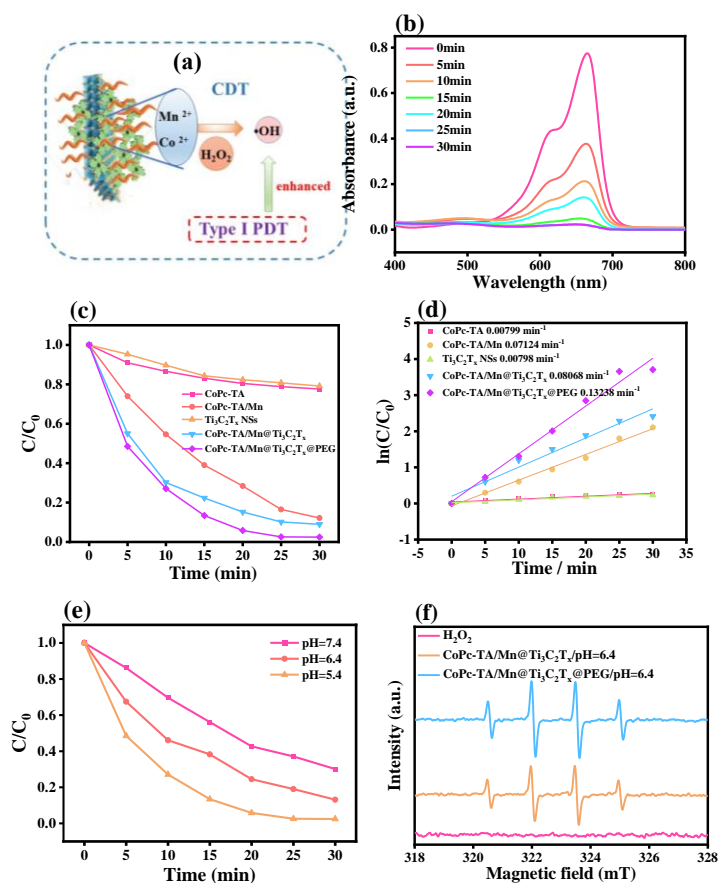 (a)
CDT
Mn 2+
Co 2+
H₂O₂
•OH
enhanced
Type I PDT
(b)
0min
5min
10min
15min
20min
25min
30min
0.8
0.6
0.4
0.2
0.0
Absorbance (a.u.)
400 500 600 700 800
Wavelength (nm)
(c)
1.0
0.8
0.6
0.4
0.2
0.0
C/C₀
CoPc-TA
CoPc-TA/Mn
Ti₃C₂Tₓ NSs
CoPc-TA/Mn@Ti₃C₂Tₓ
CoPc-TA/Mn@Ti₃C₂Tₓ@PEG
0 5 10 15 20 25 30
Time (min)
(d)
CoPc-TA 0.00799 min⁻¹
CoPc-TA/Mn 0.07124 min⁻¹
Ti₃C₂Tₓ NSs 0.00798 min⁻¹
CoPc-TA/Mn@Ti₃C₂Tₓ 0.08068 min⁻¹
CoPc-TA/Mn@Ti₃C₂Tₓ@PEG 0.13238 min⁻¹
5
4
3
2
1
0
-1
ln(C/C₀)
-5 0 5 10 15 20 25 30 35
Time / min
(e)
pH=7.4
pH=6.4
pH=5.4
1.0
0.8
0.6
0.4
0.2
0.0
C/C₀
0 5 10 15 20 25 30
Time (min)
(f)
H₂O₂
CoPc-TA/Mn@Ti₃C₂Tₓ/pH=6.4
CoPc-TA/Mn@Ti₃C₂Tₓ@PEG/pH=6.4
Intensity (a.u.)
318 320 322 324 326 328
Magnetic field (mT)